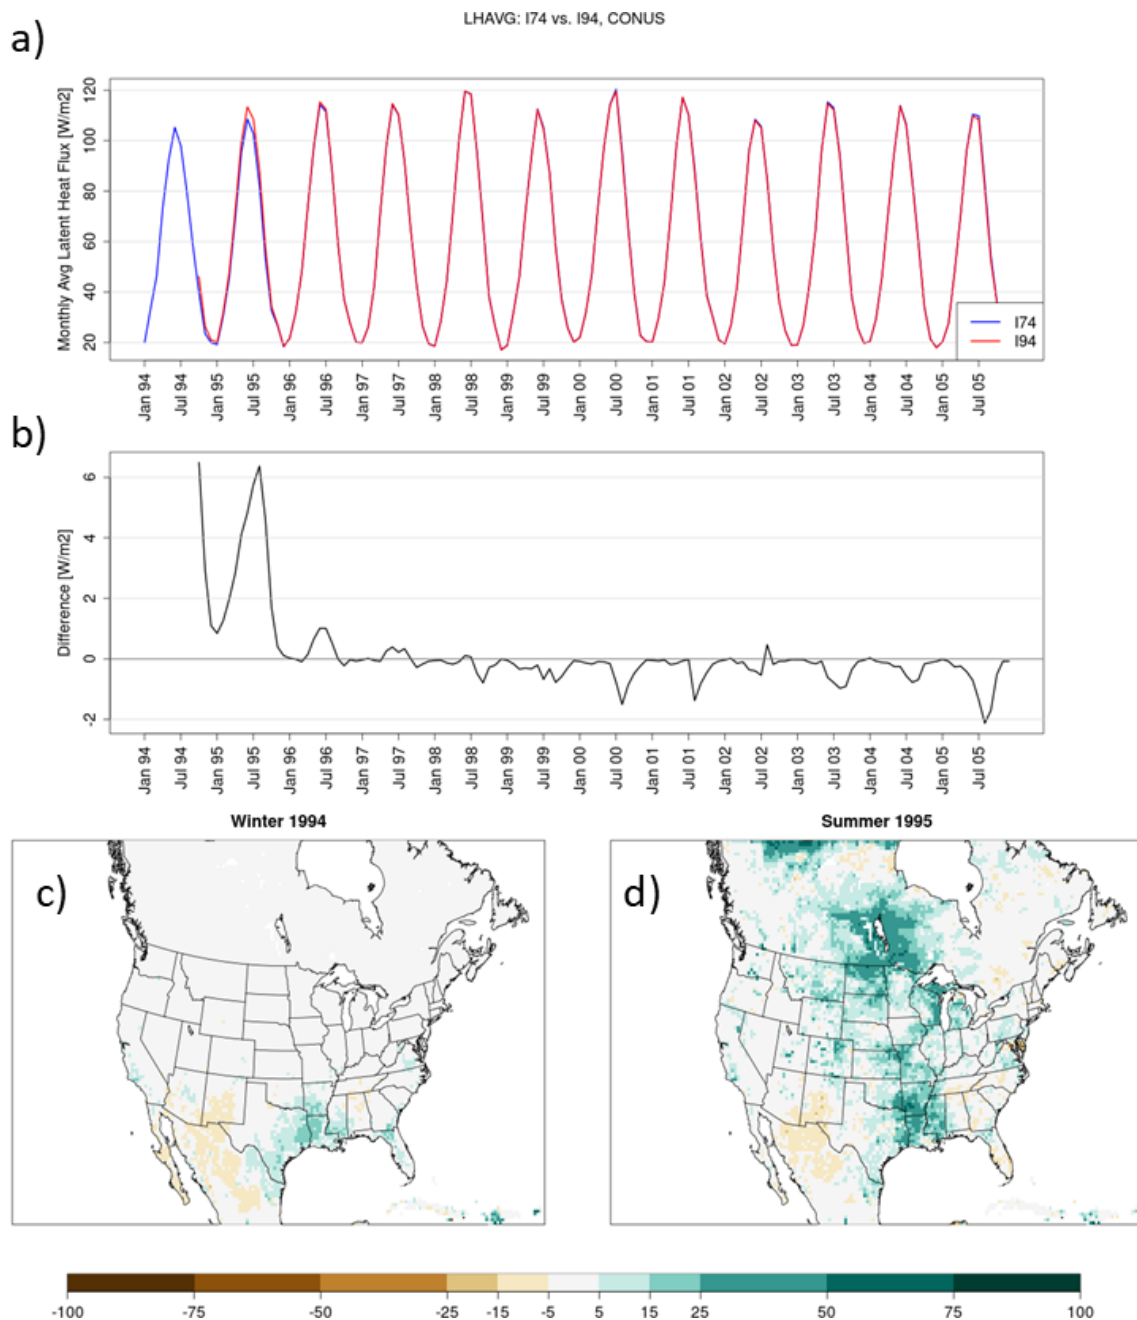 LHAVG: I74 vs. I94, CONUS
a)
Monthly Avg Latent Heat Flux [W/m2]
120
100
80
60
40
20
I74
I94
Jan 94 Jul 94 Jan 95 Jul 95 Jan 96 Jul 96 Jan 97 Jul 97 Jan 98 Jul 98 Jan 99 Jul 99 Jan 00 Jul 00 Jan 01 Jul 01 Jan 02 Jul 02 Jan 03 Jul 03 Jan 04 Jul 04 Jan 05 Jul 05
b)
Difference [W/m2]
6
4
2
0
-2
Jan 94 Jul 94 Jan 95 Jul 95 Jan 96 Jul 96 Jan 97 Jul 97 Jan 98 Jul 98 Jan 99 Jul 99 Jan 00 Jul 00 Jan 01 Jul 01 Jan 02 Jul 02 Jan 03 Jul 03 Jan 04 Jul 04 Jan 05 Jul 05
Winter 1994
c)
Summer 1995
d)
-100 -75 -50 -25 -15 -5 5 15 25 50 75 100